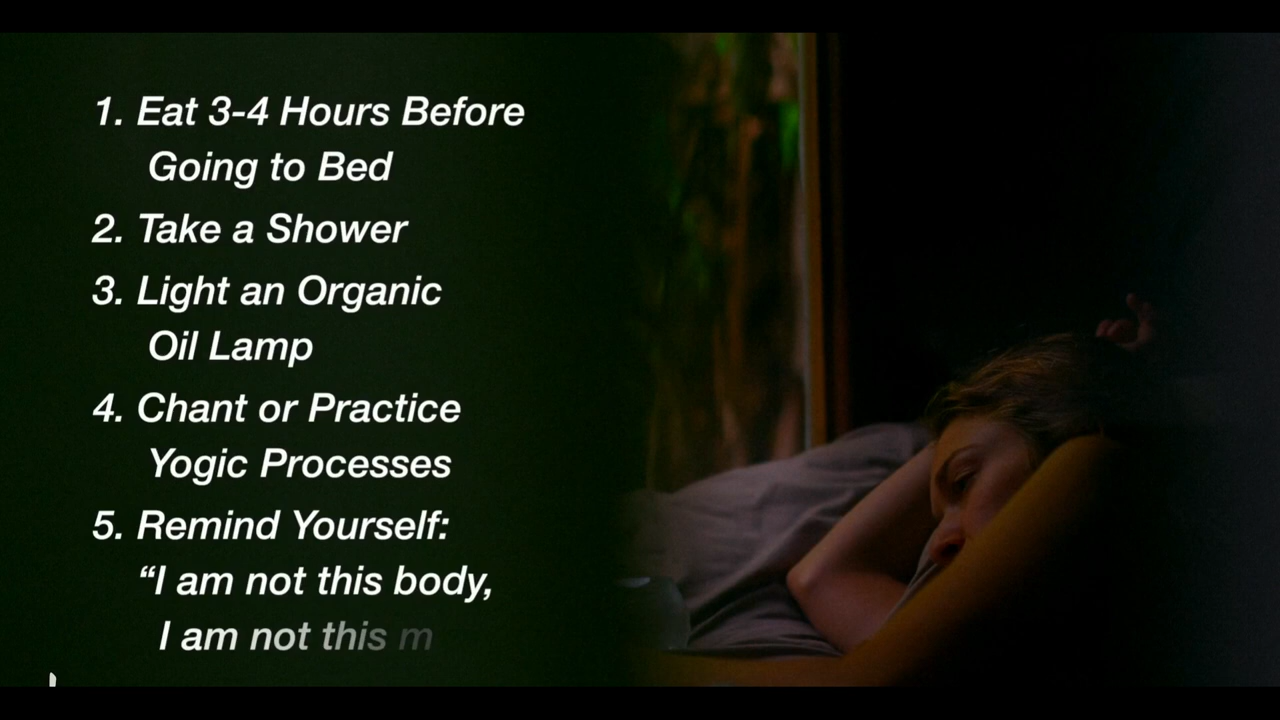 1. Eat 3-4 Hours Before
Going to Bed
2. Take a Shower
3. Light an Organic
Oil Lamp
4. Chant or Practice
Yogic Processes
5. Remind Yourself:
“I am not this body,
I am not this m